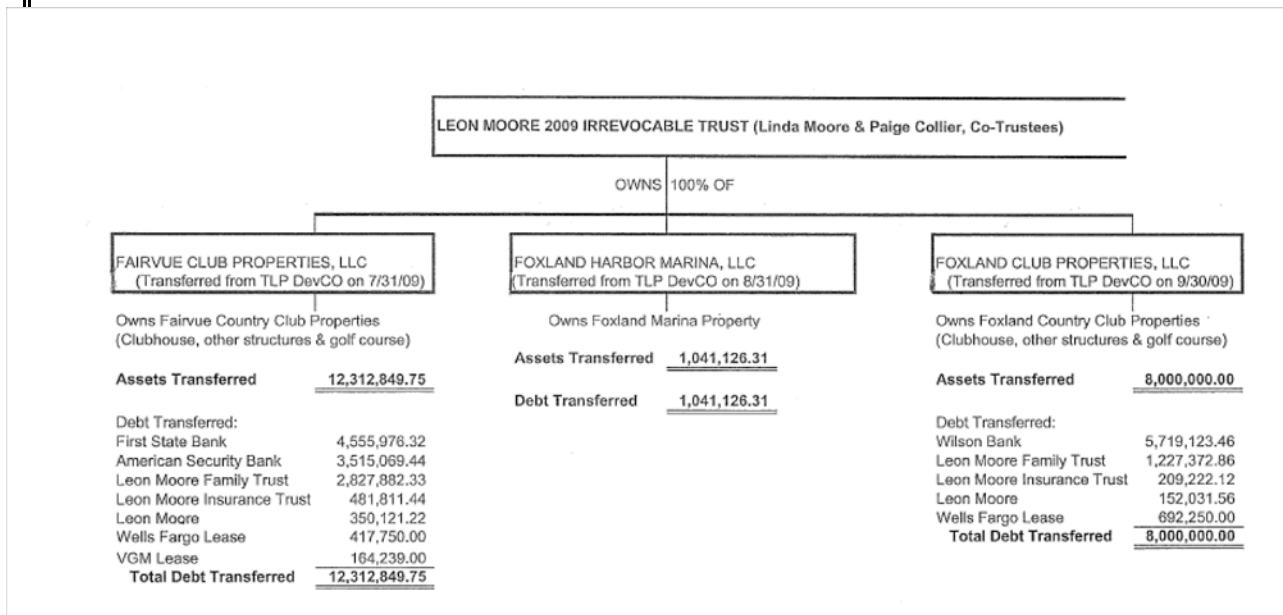 LEON MOORE 2009 IRREVOCABLE TRUST (Linda Moore & Paige Collier, Co-Trustees)
OWNS 100% OF
FAIRVUE CLUB PROPERTIES, LLC
(Transferred from TLP DevCO on 7/31/09)
Owns Fairvue Country Club Properties
(Clubhouse, other structures & golf course)
Assets Transferred 12,312,849.75
Debt Transferred:
First State Bank 4,555,976.32
American Security Bank 3,515,069.44
Leon Moore Family Trust 2,827,882.33
Leon Moore Insurance Trust 481,811.44
Leon Moore 350,121.22
Wells Fargo Lease 417,750.00
VGM Lease 164,239.00
Total Debt Transferred 12,312,849.75
FOXLAND HARBOR MARINA, LLC
(Transferred from TLP DevCO on 8/31/09)
Owns Foxland Marina Property
Assets Transferred 1,041,126.31
Debt Transferred 1,041,126.31
FOXLAND CLUB PROPERTIES, LLC
(Transferred from TLP DevCO on 9/30/09)
Owns Foxland Country Club Properties
(Clubhouse, other structures & golf course)
Assets Transferred 8,000,000.00
Debt Transferred:
Wilson Bank 5,719,123.46
Leon Moore Family Trust 1,227,372.86
Leon Moore Insurance Trust 209,222.12
Leon Moore 152,031.56
Wells Fargo Lease 692,250.00
Total Debt Transferred 8,000,000.00